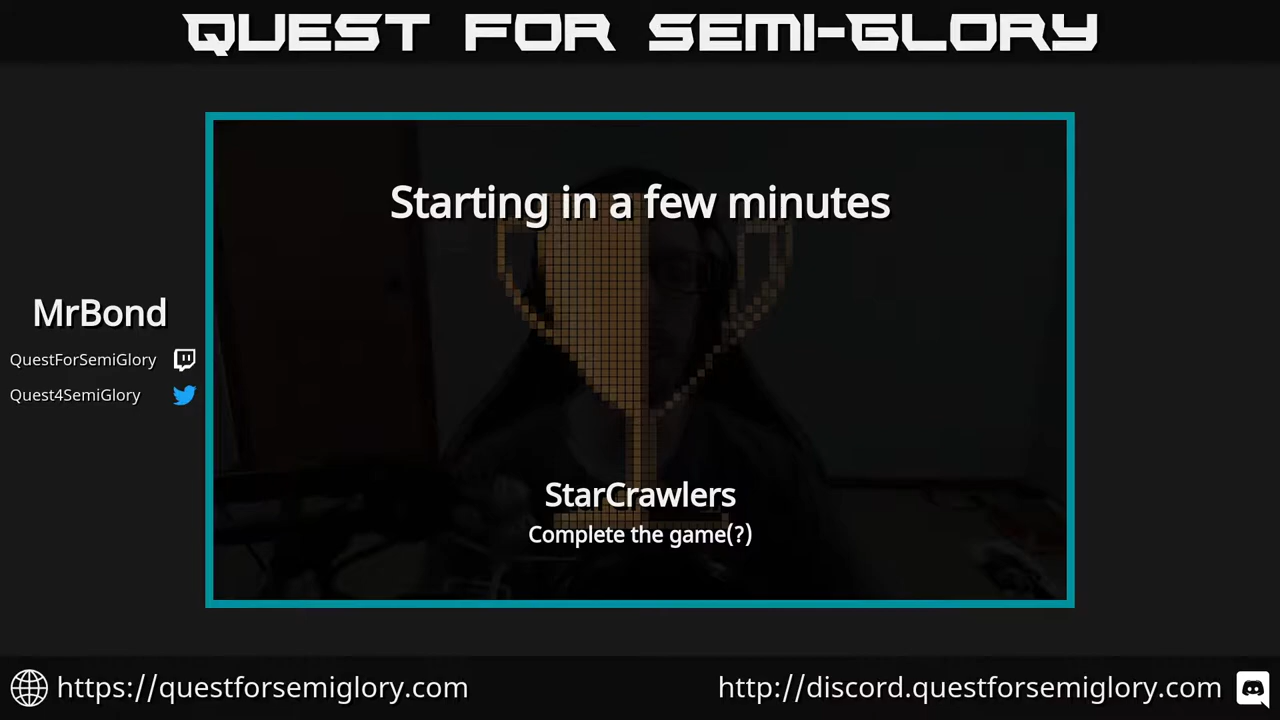 QUEST FOR SEMI-GLORY
Starting in a few minutes
MrBond
QuestForSemiGlory
Quest4SemiGlory
StarCrawlers
Complete the game(?)
https://questforsemiglory.com
http://discord.questforsemiglory.com